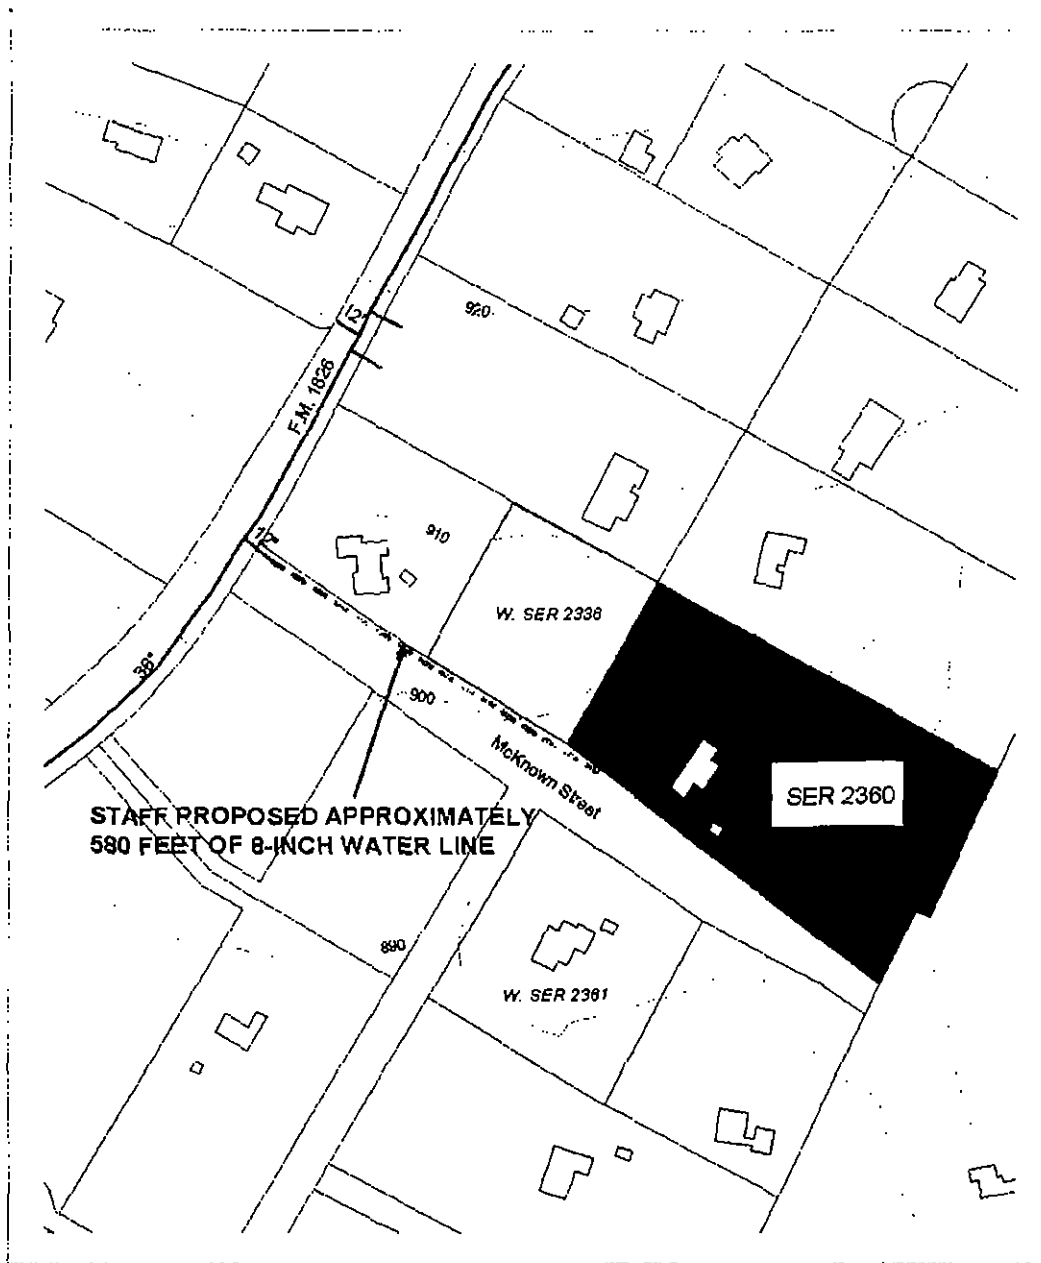 12"
920
F.M. 1826
12"
910
W. SER 2338
36"
900
McKnown Street
SER 2360
STAFF PROPOSED APPROXIMATELY
580 FEET OF 8-INCH WATER LINE
890
W. SER 2361